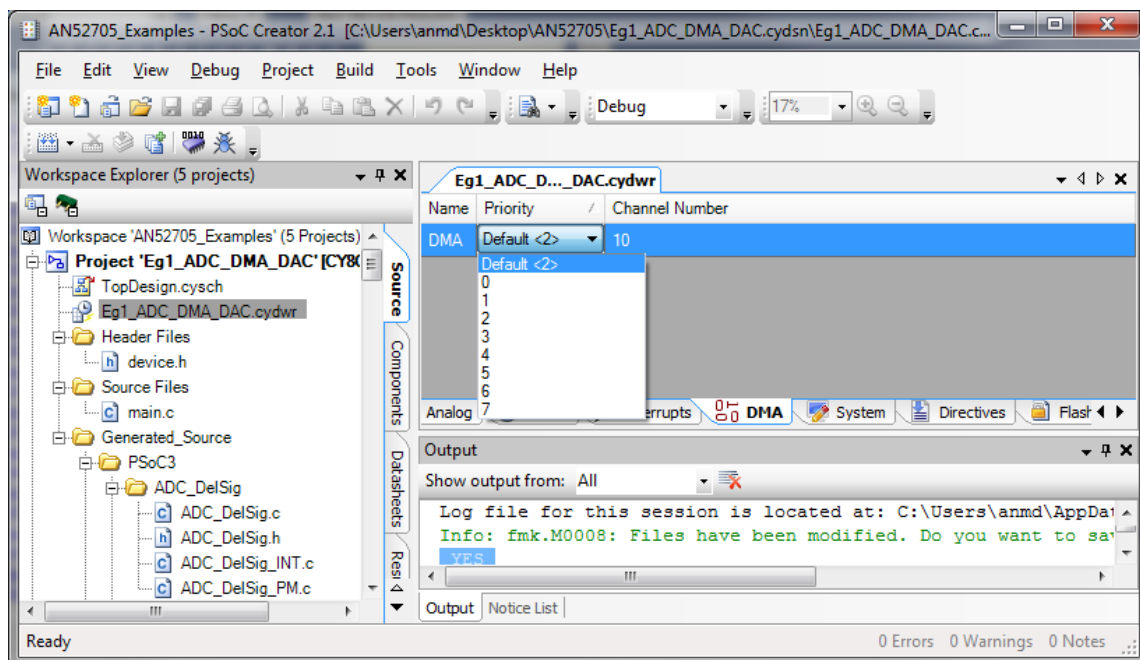 AN52705_Examples - PSoC Creator 2.1 [C:\Users\anmd\Desktop\AN52705\Eg1_ADC_DMA_DAC.cydsn\Eg1_ADC_DMA_DAC.c...
File Edit View Debug Project Build Tools Window Help
Debug 17%
Workspace Explorer (5 projects)
Workspace 'AN52705_Examples' (5 Projects)
Project 'Eg1_ADC_DMA_DAC' [CY8(
TopDesign.cysch
Eg1_ADC_DMA_DAC.cydwr
Header Files
device.h
Source Files
main.c
Generated_Source
PSoC3
ADC_DelSig
ADC_DelSig.c
ADC_DelSig.h
ADC_DelSig_INT.c
ADC_DelSig_PM.c
Source
Components
Datasheets
Resi
Eg1_ADC_D..._DAC.cydwr
Name Priority / Channel Number
DMA Default <2> 10
Default <2>
0
1
2
3
4
5
6
7
Analog errupts DMA System Directives Flash
Output
Show output from: All
Log file for this session is located at: C:\Users\anmd\AppDat
Info: fmk.M0008: Files have been modified. Do you want to sav
YES
Output Notice List
Ready 0 Errors 0 Warnings 0 Notes